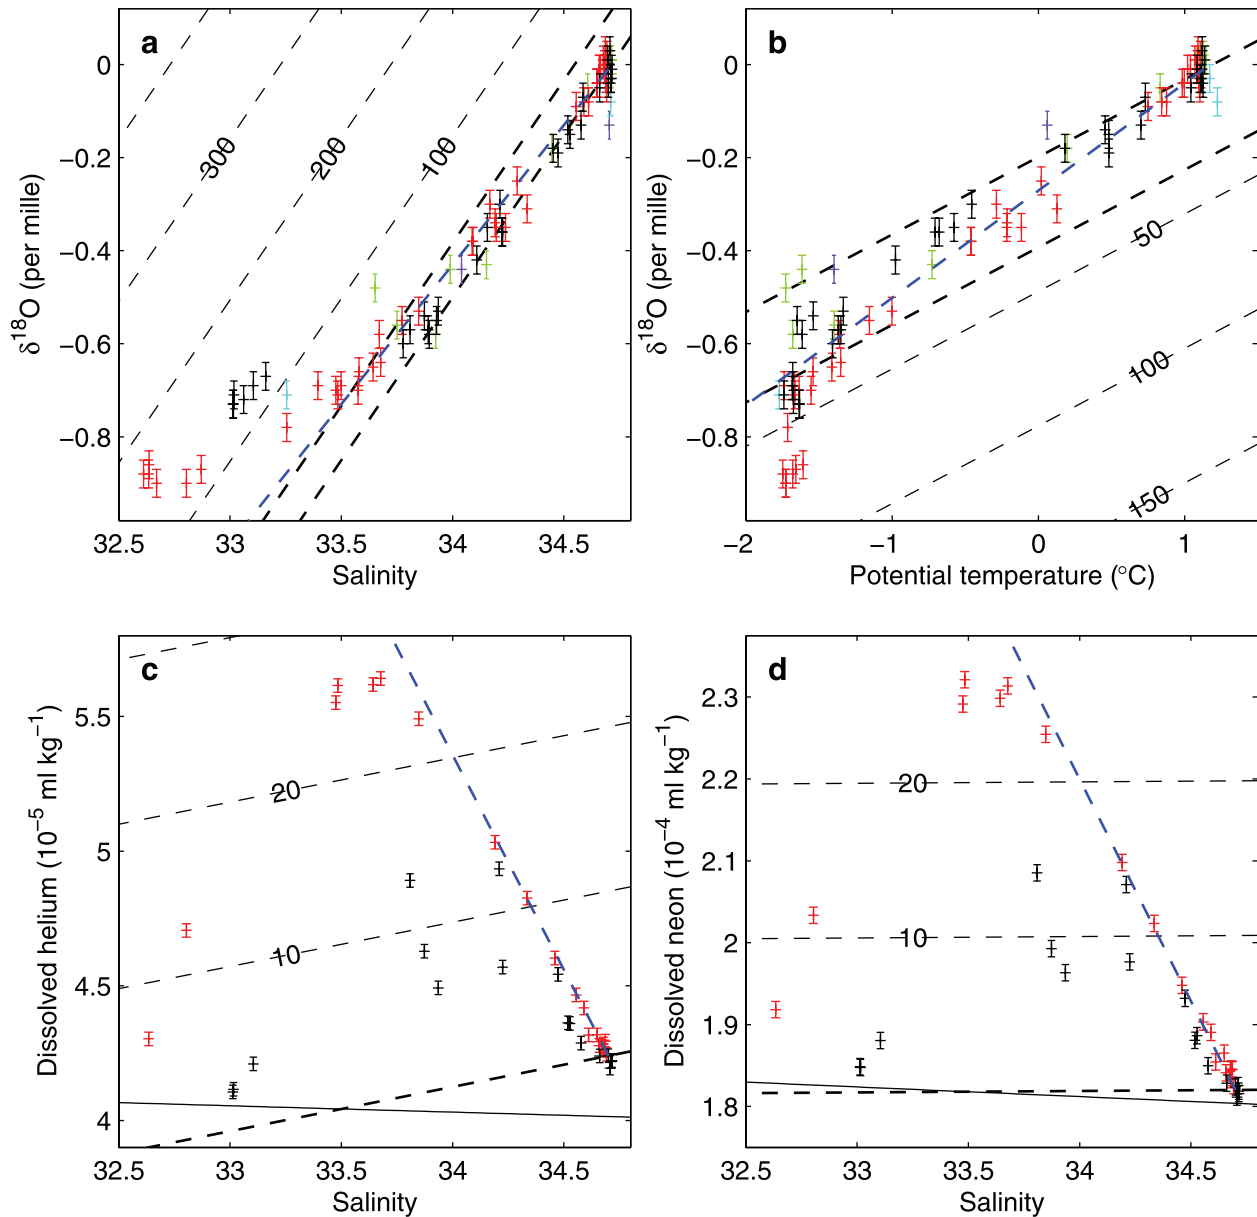 a
0
−0.2
−0.4
−0.6
−0.8
δ18O (per mille)
300
200
100
32.5 33 33.5 34 34.5
Salinity
b
0
−0.2
−0.4
−0.6
−0.8
δ18O (per mille)
50
100
150
−2 −1 0 1
Potential temperature (°C)
c
5.5
5
4.5
4
Dissolved helium (10−5 ml kg−1)
20
10
32.5 33 33.5 34 34.5
Salinity
d
2.3
2.2
2.1
2
1.9
1.8
Dissolved neon (10−4 ml kg−1)
20
10
32.5 33 33.5 34 34.5
Salinity